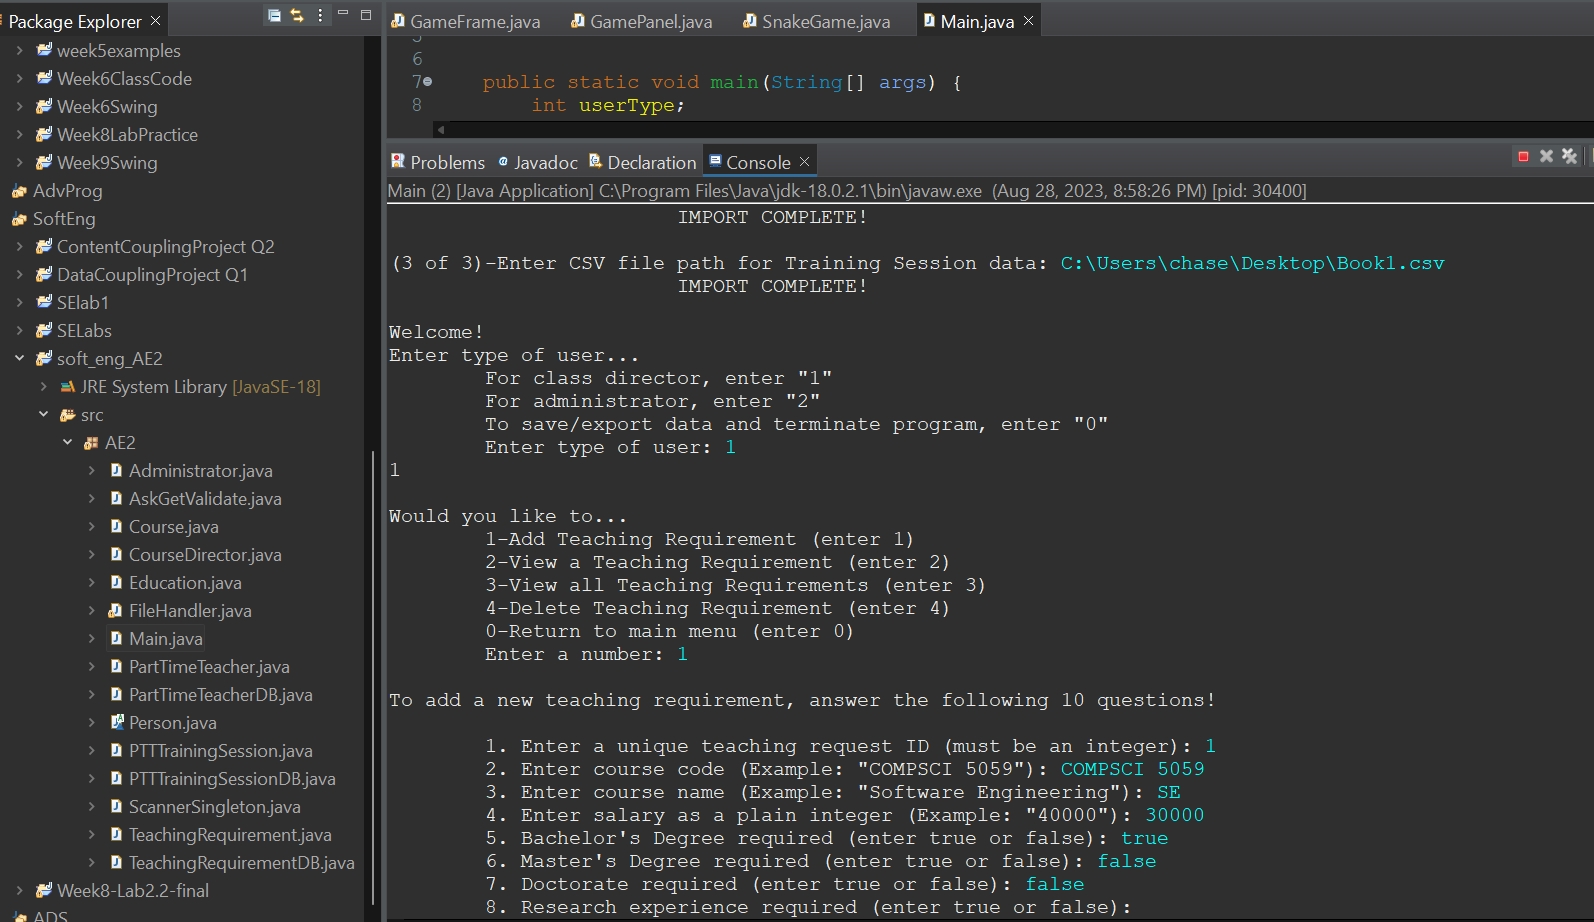 Package Explorer
week5examples
Week6ClassCode
Week6Swing
Week8LabPractice
Week9Swing
AdvProg
SoftEng
ContentCouplingProject Q2
DataCouplingProject Q1
SElab1
SELabs
soft_eng_AE2
JRE System Library [JavaSE-18]
src
AE2
Administrator.java
AskGetValidate.java
Course.java
CourseDirector.java
Education.java
FileHandler.java
Main.java
PartTimeTeacher.java
PartTimeTeacherDB.java
Person.java
PTTTrainingSession.java
PTTTrainingSessionDB.java
ScannerSingleton.java
TeachingRequirement.java
TeachingRequirementDB.java
Week8-Lab2.2-final
ADS
GameFrame.java GamePanel.java SnakeGame.java Main.java
5
6
7 public static void main(String[] args) {
8 int userType;
Problems Javadoc Declaration Console
Main (2) [Java Application] C:\Program Files\Java\jdk-18.0.2.1\bin\javaw.exe (Aug 28, 2023, 8:58:26 PM) [pid: 30400]
IMPORT COMPLETE!
(3 of 3)-Enter CSV file path for Training Session data: C:\Users\chase\Desktop\Book1.csv
IMPORT COMPLETE!
Welcome!
Enter type of user...
For class director, enter "1"
For administrator, enter "2"
To save/export data and terminate program, enter "0"
Enter type of user: 1
1
Would you like to...
1-Add Teaching Requirement (enter 1)
2-View a Teaching Requirement (enter 2)
3-View all Teaching Requirements (enter 3)
4-Delete Teaching Requirement (enter 4)
0-Return to main menu (enter 0)
Enter a number: 1
To add a new teaching requirement, answer the following 10 questions!
1. Enter a unique teaching request ID (must be an integer): 1
2. Enter course code (Example: "COMPSCI 5059"): COMPSCI 5059
3. Enter course name (Example: "Software Engineering"): SE
4. Enter salary as a plain integer (Example: "40000"): 30000
5. Bachelor's Degree required (enter true or false): true
6. Master's Degree required (enter true or false): false
7. Doctorate required (enter true or false): false
8. Research experience required (enter true or false):